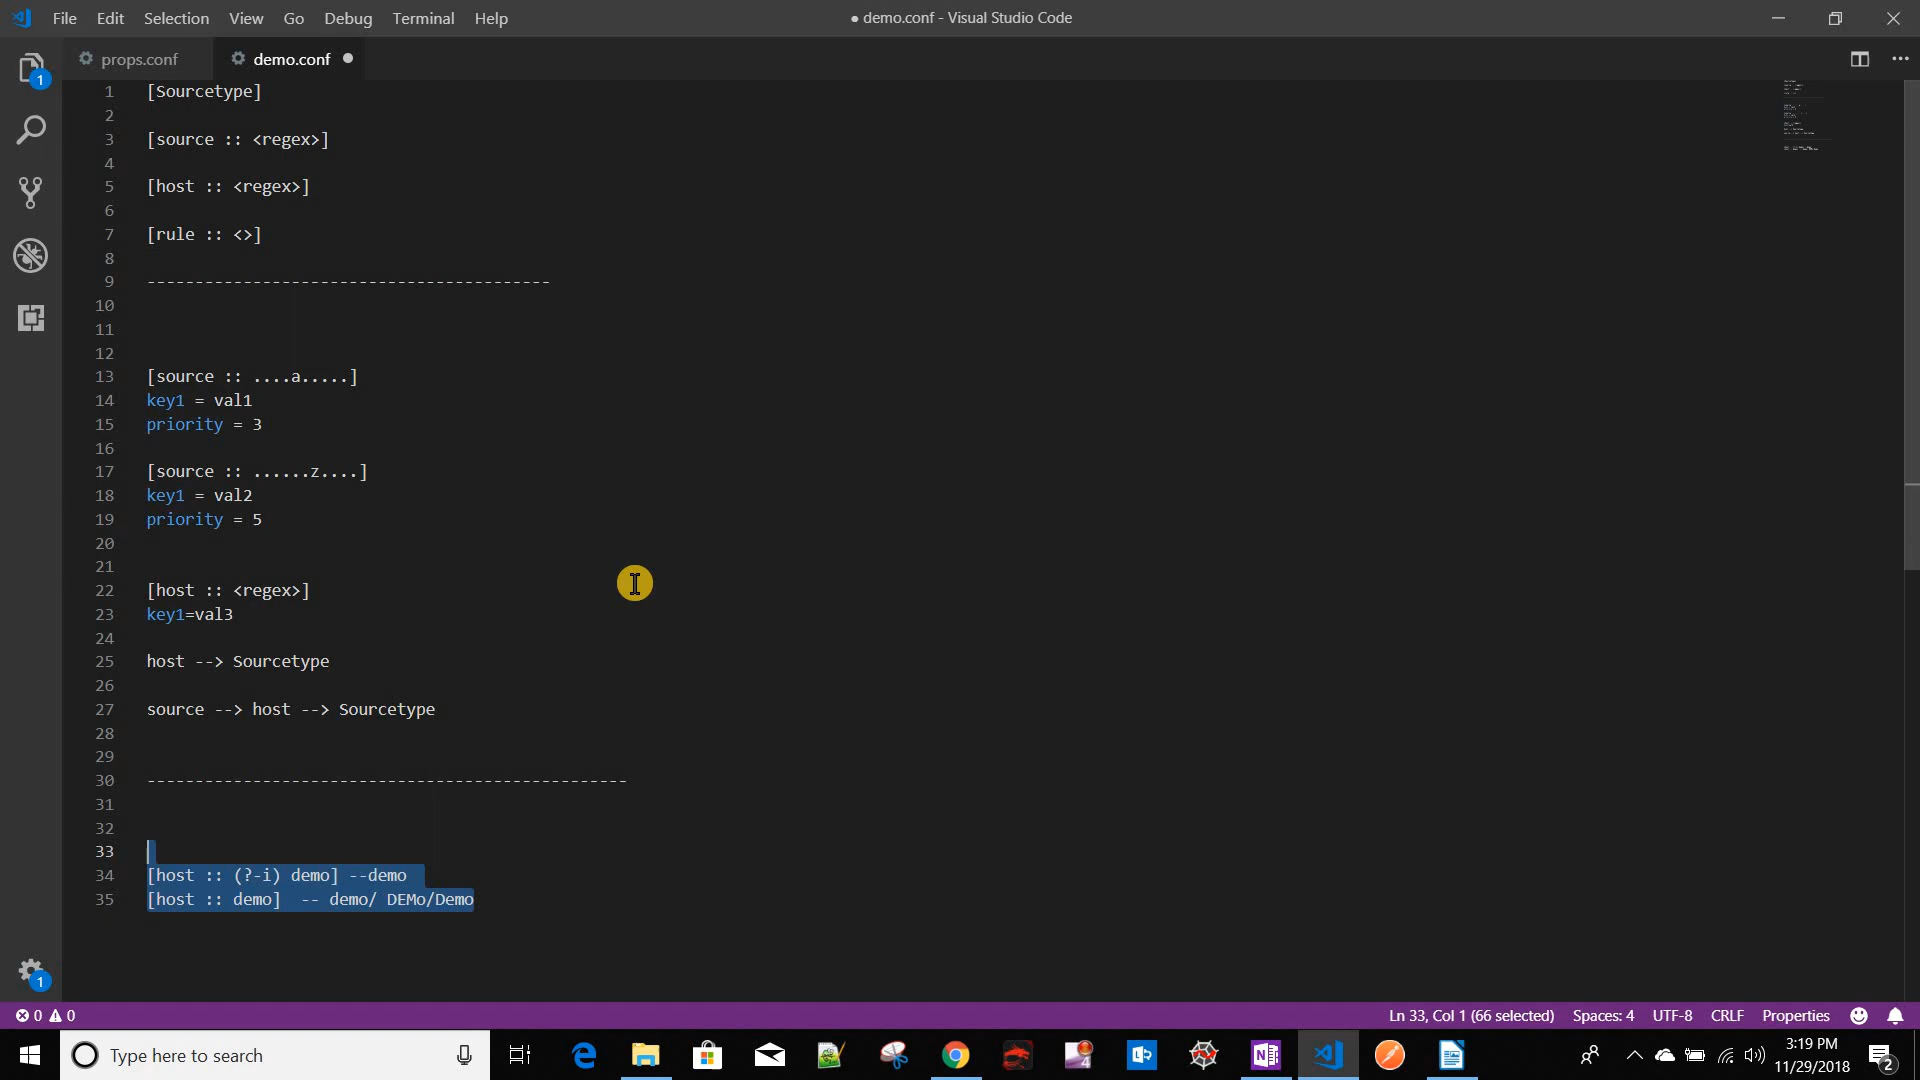 File Edit Selection View Go Debug Terminal Help
● demo.conf - Visual Studio Code
props.conf demo.conf ●
1 [Sourcetype]
2
3 [source :: <regex>]
4
5 [host :: <regex>]
6
7 [rule :: <>]
8
9 ------------------------------------------
10
11
12
13 [source :: ....a.....]
14 key1 = val1
15 priority = 3
16
17 [source :: ......z....]
18 key1 = val2
19 priority = 5
20
21
22 [host :: <regex>]
23 key1=val3
24
25 host --> Sourcetype
26
27 source --> host --> Sourcetype
28
29
30 --------------------------------------------------
31
32
33
34 [host :: (?-i) demo] --demo
35 [host :: demo]  -- demo/ DEMo/Demo
1
1
0 0
Ln 33, Col 1 (66 selected) Spaces: 4 UTF-8 CRLF Properties
Type here to search
3:19 PM
11/29/2018
2